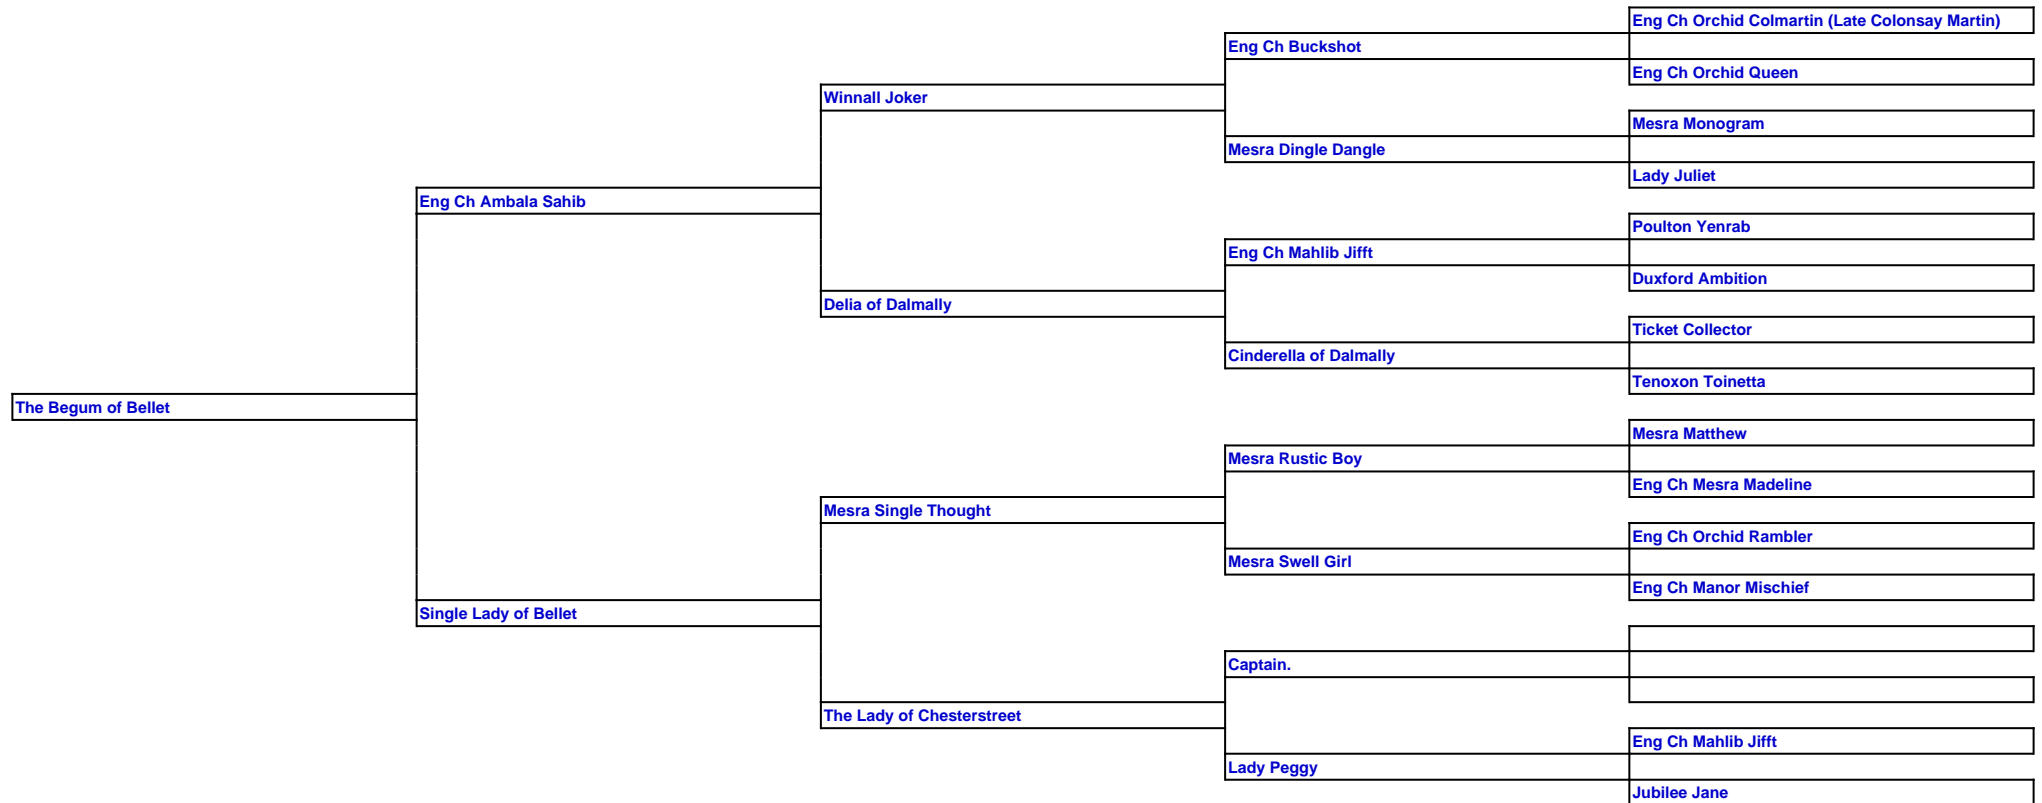 Eng Ch Orchid Colmartin (Late Colonsay Martin)
Eng Ch Buckshot
Eng Ch Orchid Queen
Winnall Joker
Mesra Monogram
Mesra Dingle Dangle
Lady Juliet
Eng Ch Ambala Sahib
Poulton Yenrab
Eng Ch Mahlib Jifft
Duxford Ambition
Delia of Dalmally
Ticket Collector
Cinderella of Dalmally
Tenoxon Toinetta
The Begum of Bellet
Mesra Matthew
Mesra Rustic Boy
Eng Ch Mesra Madeline
Mesra Single Thought
Eng Ch Orchid Rambler
Mesra Swell Girl
Eng Ch Manor Mischief
Single Lady of Bellet
Captain.
The Lady of Chesterstreet
Eng Ch Mahlib Jifft
Lady Peggy
Jubilee Jane